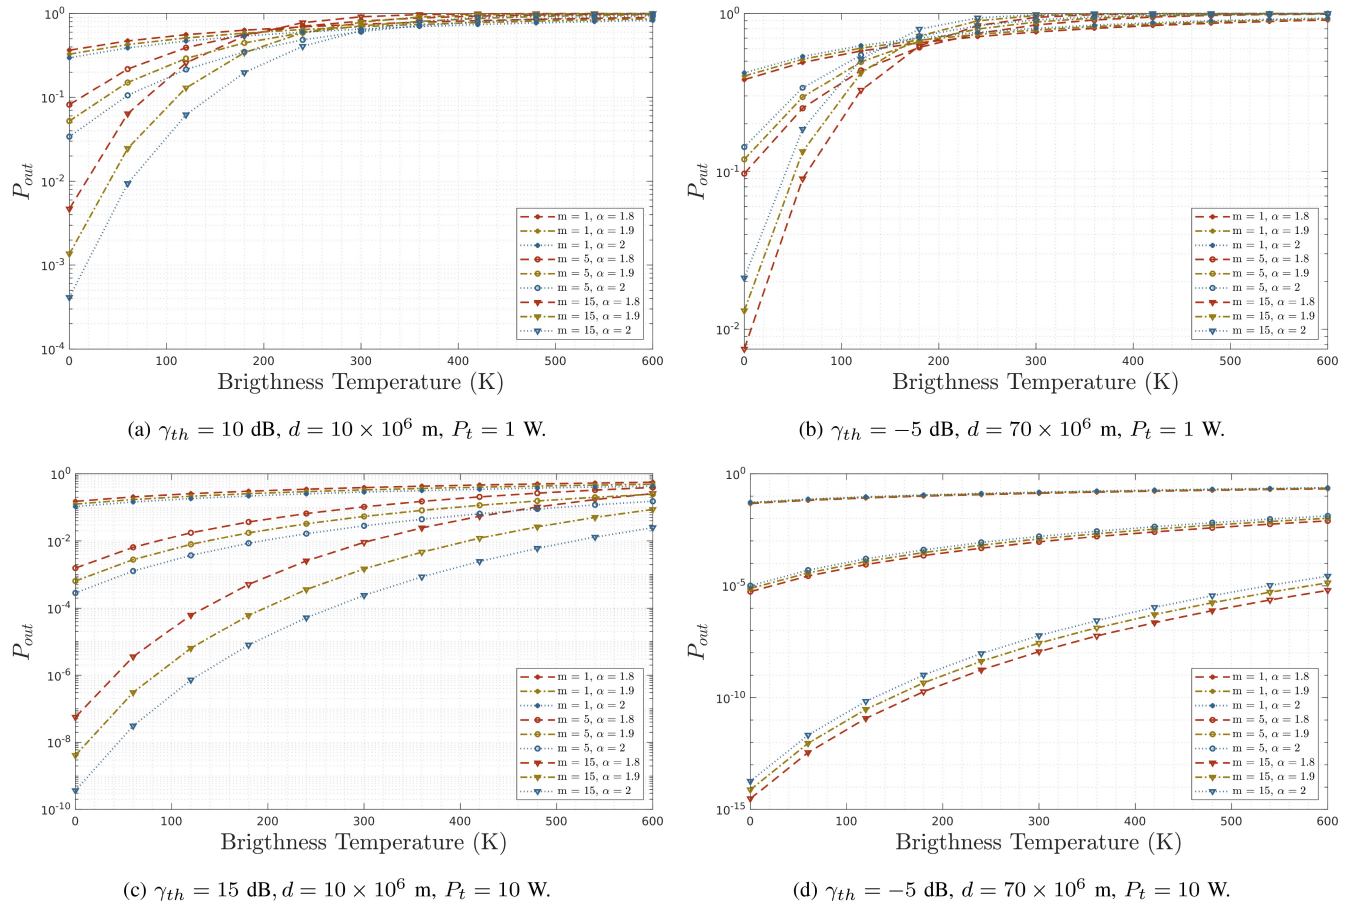 10^0
10^-1
10^-2
10^-3
10^-4
P_out
0 100 200 300 400 500 600
Brigthness Temperature (K)
m = 1, α = 1.8
m = 1, α = 1.9
m = 1, α = 2
m = 5, α = 1.8
m = 5, α = 1.9
m = 5, α = 2
m = 15, α = 1.8
m = 15, α = 1.9
m = 15, α = 2
(a) γ_th = 10 dB, d = 10 × 10^6 m, P_t = 1 W.
10^0
10^-1
10^-2
P_out
0 100 200 300 400 500 600
Brigthness Temperature (K)
m = 1, α = 1.8
m = 1, α = 1.9
m = 1, α = 2
m = 5, α = 1.8
m = 5, α = 1.9
m = 5, α = 2
m = 15, α = 1.8
m = 15, α = 1.9
m = 15, α = 2
(b) γ_th = −5 dB, d = 70 × 10^6 m, P_t = 1 W.
10^0
10^-2
10^-4
10^-6
10^-8
10^-10
P_out
0 100 200 300 400 500 600
Brigthness Temperature (K)
m = 1, α = 1.8
m = 1, α = 1.9
m = 1, α = 2
m = 5, α = 1.8
m = 5, α = 1.9
m = 5, α = 2
m = 15, α = 1.8
m = 15, α = 1.9
m = 15, α = 2
(c) γ_th = 15 dB, d = 10 × 10^6 m, P_t = 10 W.
10^0
10^-5
10^-10
10^-15
P_out
0 100 200 300 400 500 600
Brigthness Temperature (K)
m = 1, α = 1.8
m = 1, α = 1.9
m = 1, α = 2
m = 5, α = 1.8
m = 5, α = 1.9
m = 5, α = 2
m = 15, α = 1.8
m = 15, α = 1.9
m = 15, α = 2
(d) γ_th = −5 dB, d = 70 × 10^6 m, P_t = 10 W.